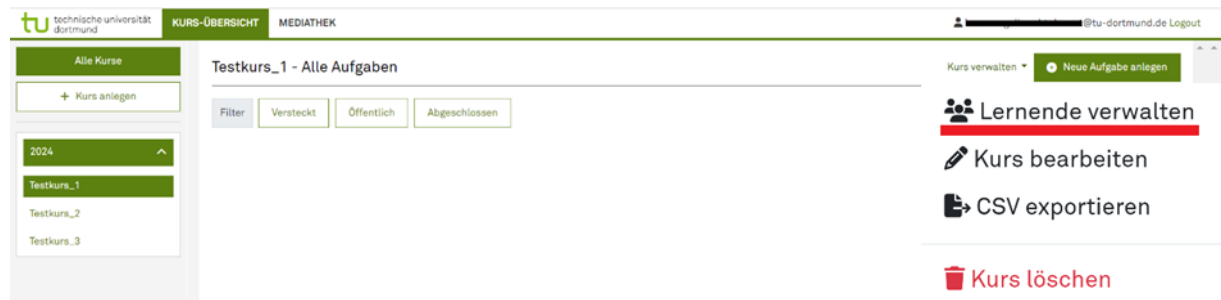 technische universität
dortmund
KURS-ÜBERSICHT
MEDIATHEK
@tu-dortmund.de Logout
Alle Kurse
+ Kurs anlegen
2024
Testkurs_1
Testkurs_2
Testkurs_3
Testkurs_1 - Alle Aufgaben
Kurs verwalten
Neue Aufgabe anlegen
Filter
Versteckt
Öffentlich
Abgeschlossen
Lernende verwalten
Kurs bearbeiten
CSV exportieren
Kurs löschen